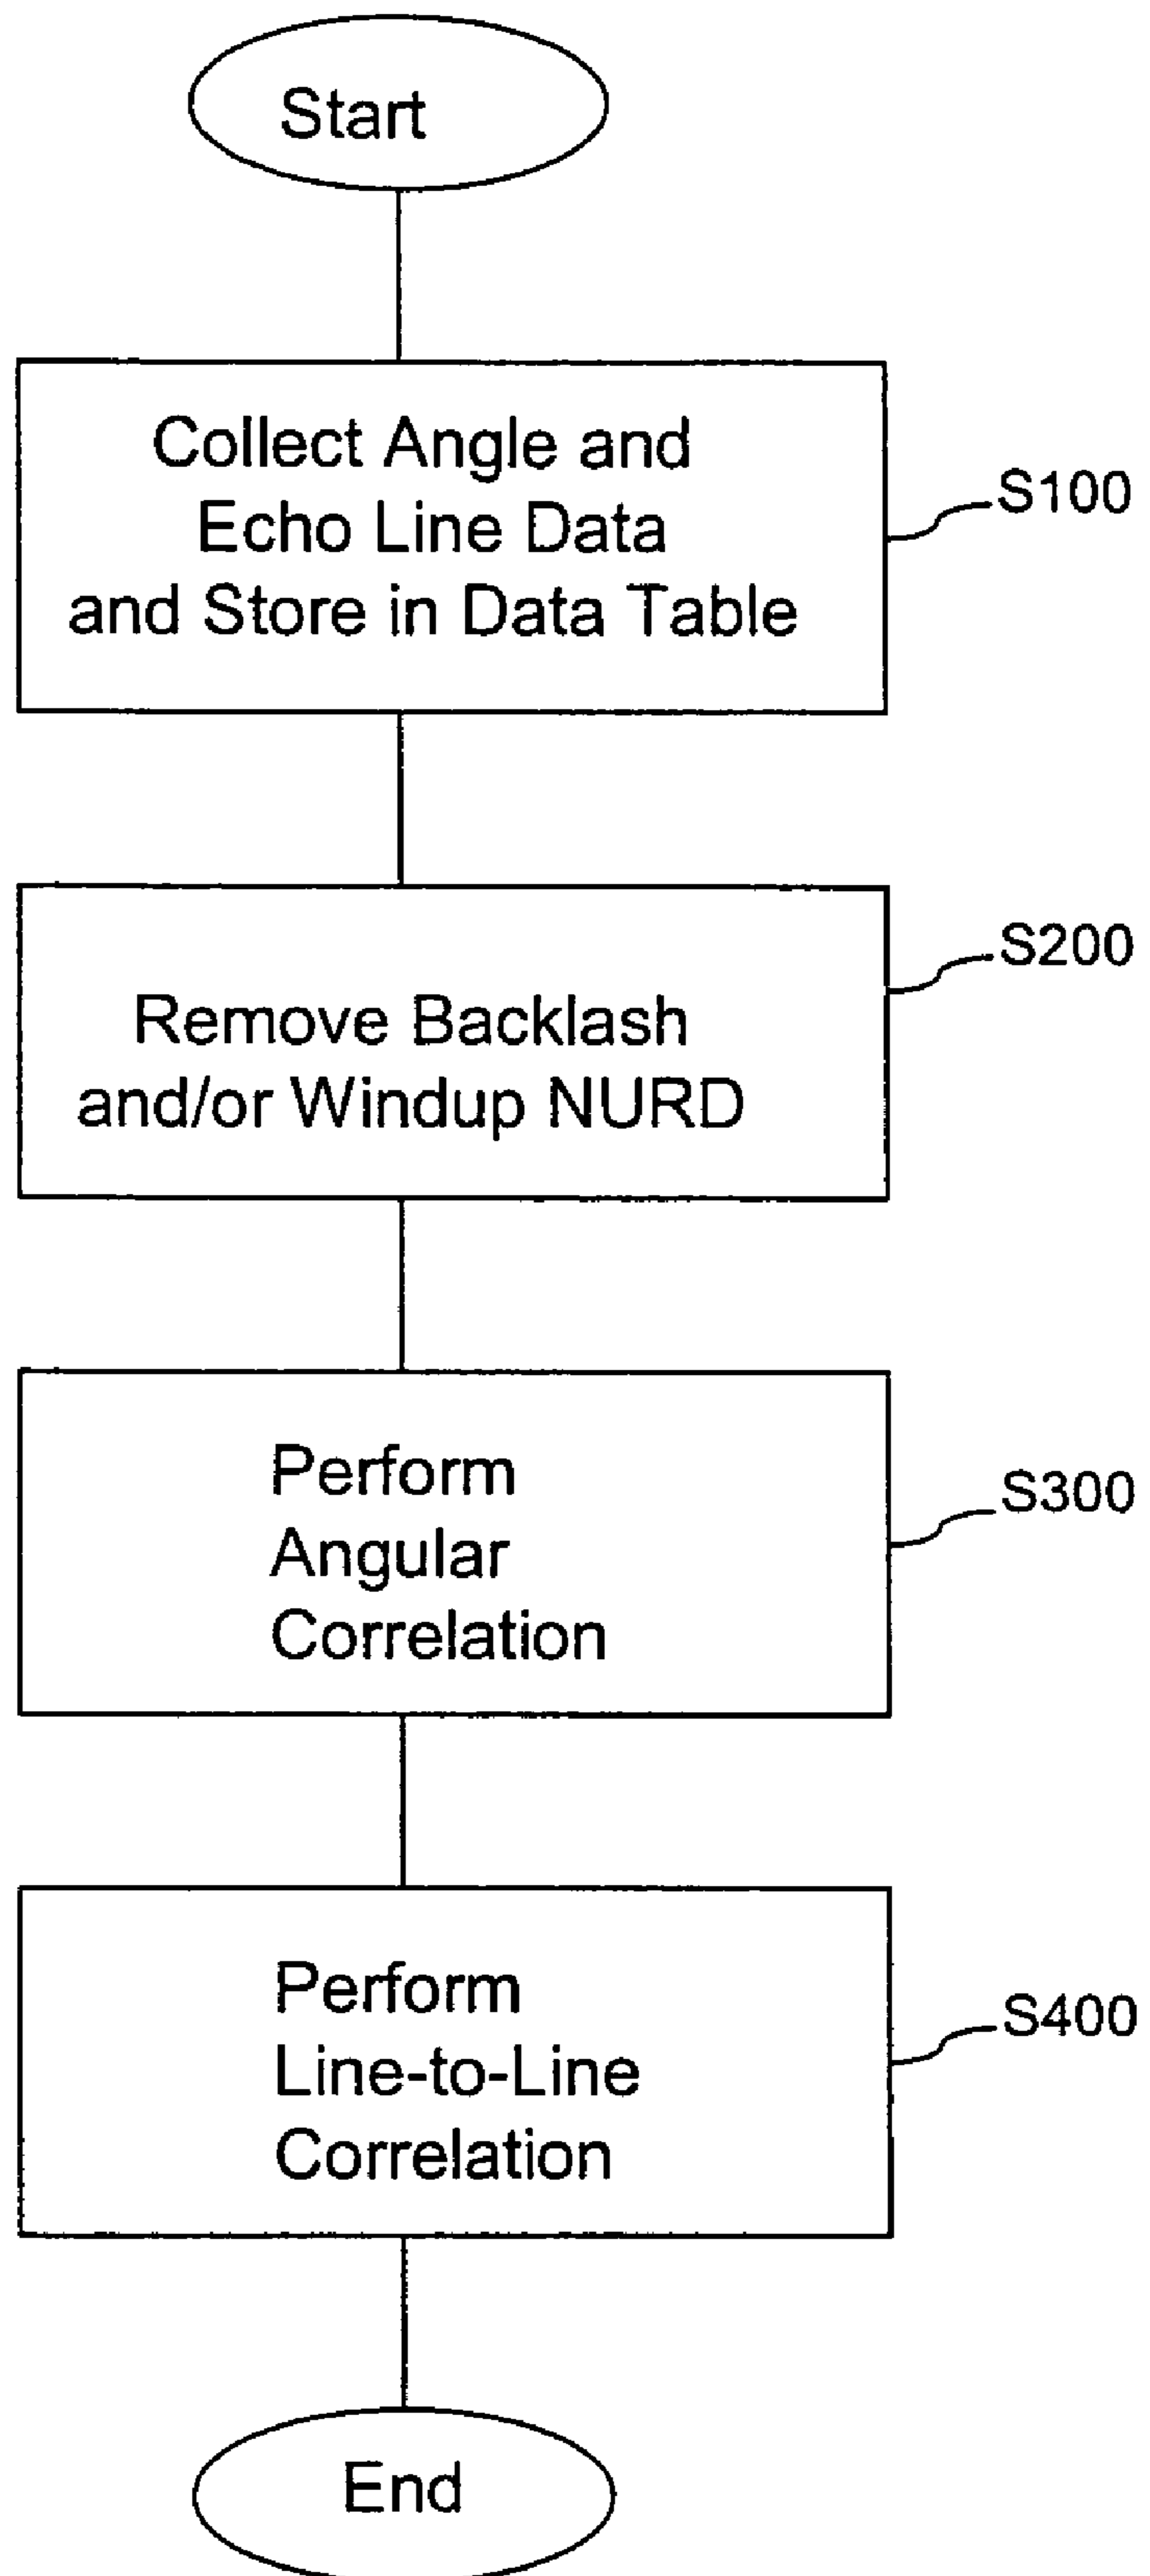 Start
Collect Angle and
Echo Line Data
and Store in Data Table
S100
Remove Backlash
and/or Windup NURD
S200
Perform
Angular
Correlation
S300
Perform
Line-to-Line
Correlation
S400
End